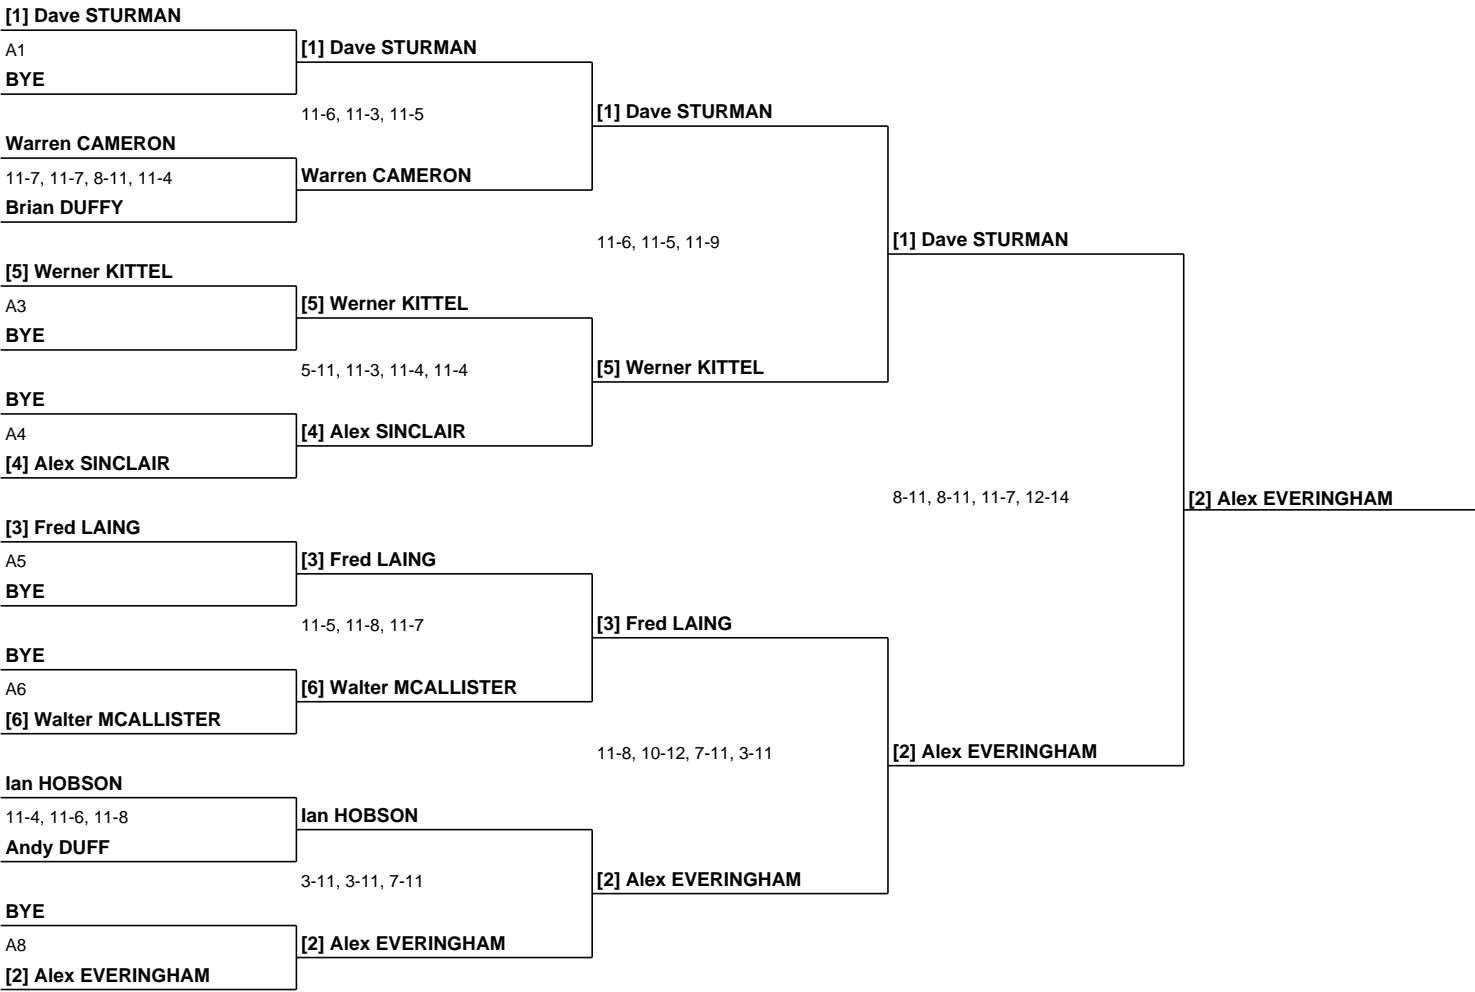 [1] Dave STURMAN
A1
BYE
Warren CAMERON
11-7, 11-7, 8-11, 11-4
Brian DUFFY
[5] Werner KITTEL
A3
BYE
BYE
A4
[4] Alex SINCLAIR
[3] Fred LAING
A5
BYE
BYE
A6
[6] Walter MCALLISTER
Ian HOBSON
11-4, 11-6, 11-8
Andy DUFF
BYE
A8
[2] Alex EVERINGHAM
[1] Dave STURMAN
11-6, 11-3, 11-5
Warren CAMERON
[5] Werner KITTEL
5-11, 11-3, 11-4, 11-4
[4] Alex SINCLAIR
[3] Fred LAING
11-5, 11-8, 11-7
[6] Walter MCALLISTER
Ian HOBSON
3-11, 3-11, 7-11
[2] Alex EVERINGHAM
[1] Dave STURMAN
11-6, 11-5, 11-9
[5] Werner KITTEL
[3] Fred LAING
11-8, 10-12, 7-11, 3-11
[2] Alex EVERINGHAM
[1] Dave STURMAN
8-11, 8-11, 11-7, 12-14
[2] Alex EVERINGHAM
[2] Alex EVERINGHAM